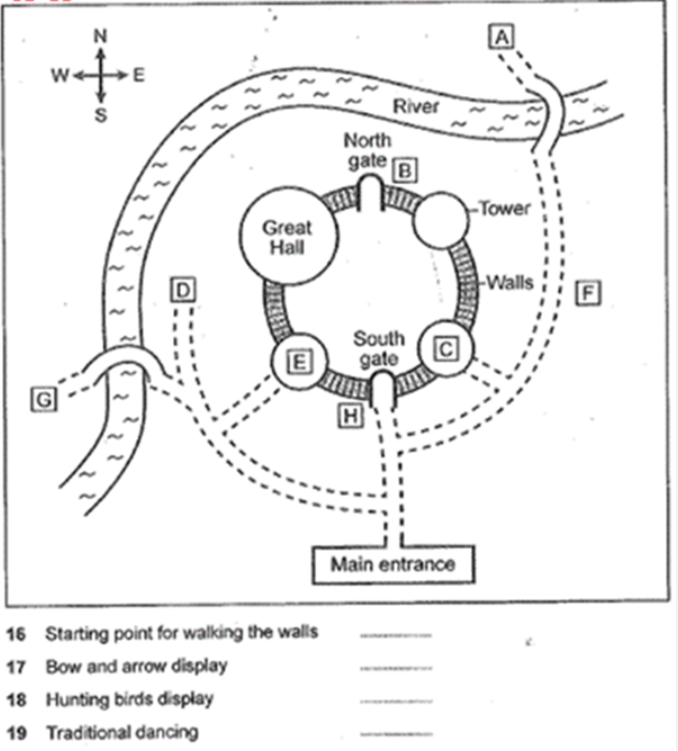 N
A
W E
S
River
North
gate
B
Tower
Great
Hall
Walls
D
F
South
gate
C
E
G
H
Main entrance
16 Starting point for walking the walls
17 Bow and arrow display
18 Hunting birds display
19 Traditional dancing